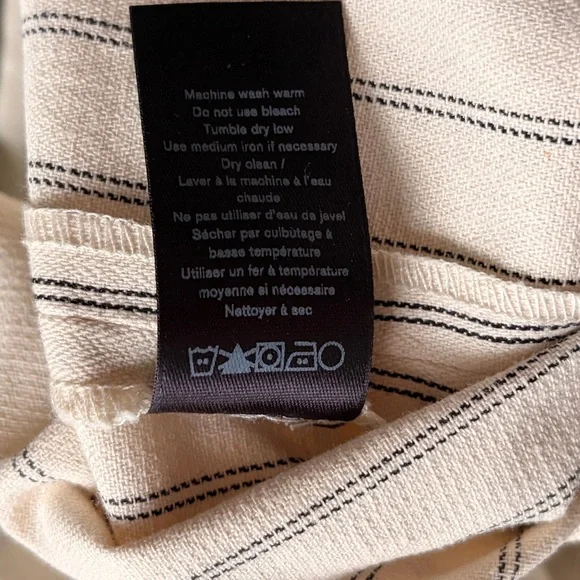 Machine wash warm
Do not use bleach
Tumble dry low
Use medium iron if necessary
Dry clean /
Laver à la machine à l'eau
chaude
Ne pas utiliser d'eau de javel
Sécher par culbutage à
basse température
Utiliser un fer à température
moyenne si nécessaire
Nettoyer à sec